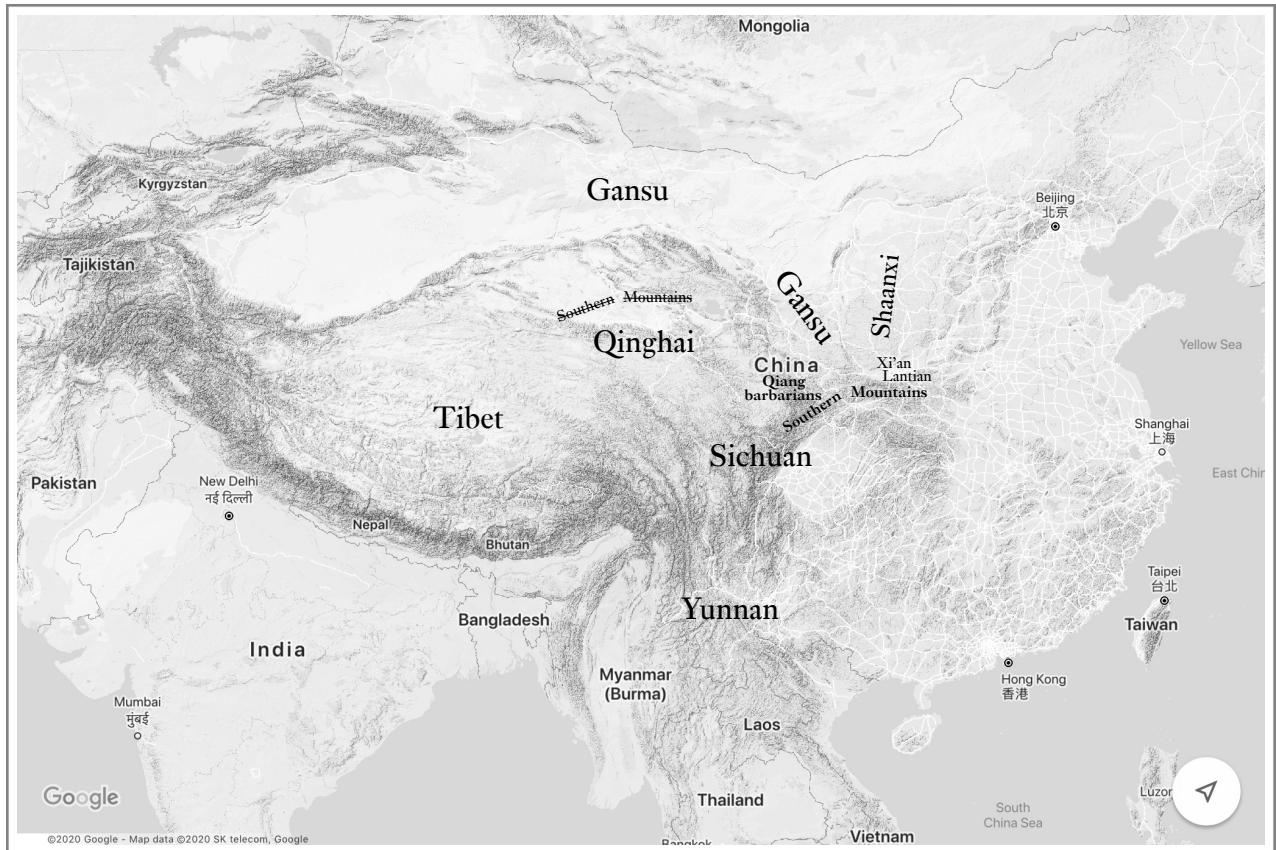 Mongolia
Kyrgyzstan
Gansu
Beijing
北京
Tajikistan
Gansu
Shaanxi
Southern Mountains
Qinghai
Yellow Sea
China
Xi'an
Lantian
Qiang
barbarians
Southern Mountains
Tibet
Shanghai
上海
Sichuan
East Chin
Pakistan
New Delhi
नई दिल्ली
Nepal
Bhutan
Taipei
台北
Taiwan
Yunnan
Bangladesh
India
Myanmar
(Burma)
Hong Kong
香港
Mumbai
मुंबई
Laos
Google
Thailand
Luzor
South
China Sea
©2020 Google - Map data ©2020 SK telecom, Google
Vietnam
Bangkok